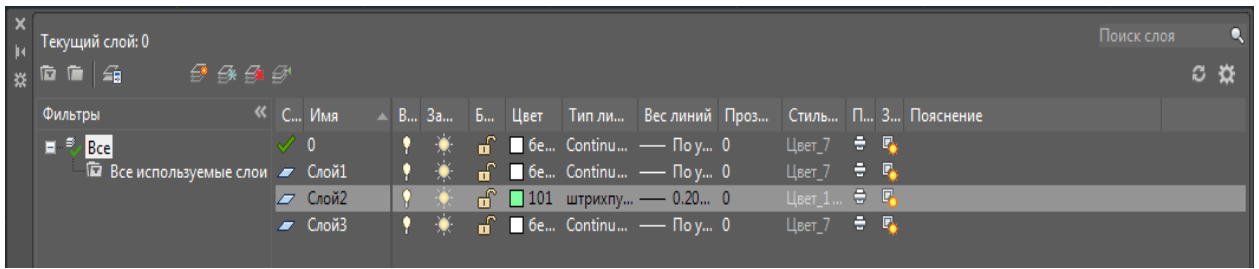 Текущий слой: 0
Поиск слоя
Фильтры
С... Имя В... За... Б... Цвет Тип ли... Вес линий Проз... Стиль... П... З... Пояснение
Все
Все используемые слои
0 бе... Continu... По у... 0 Цвет_7
Слой1 бе... Continu... По у... 0 Цвет_7
Слой2 101 штрихпу... 0.20... 0 Цвет_1...
Слой3 бе... Continu... По у... 0 Цвет_7